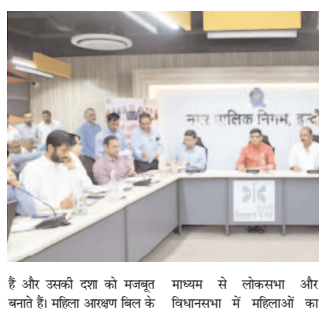 नगर पालिक निगम, इन्दौ
हैं और उसकी दशा को मजबूत
बनाते हैं। महिला आरक्षण बिल के
माध्यम से लोकसभा और
विधानसभा में महिलाओं का